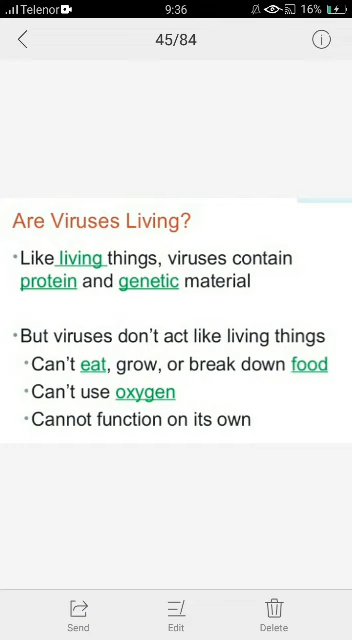 Telenor 9:36 16%
45/84
Are Viruses Living?
•Like living things, viruses contain
protein and genetic material
•But viruses don't act like living things
•Can't eat, grow, or break down food
•Can't use oxygen
•Cannot function on its own
Send Edit Delete